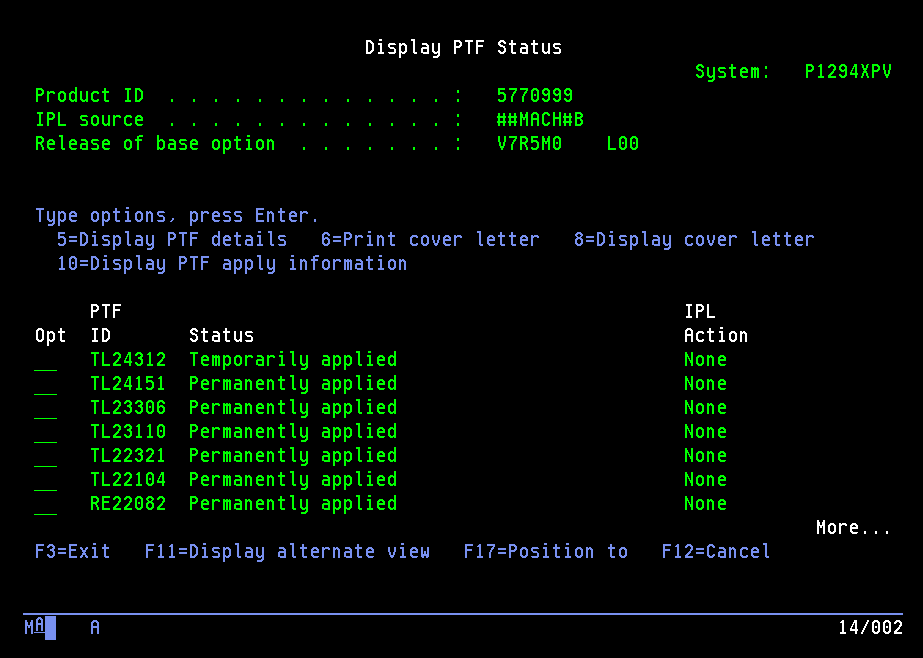 Display PTF Status
System:   P1294XPV
Product ID  . . . . . . . . . . . . . . :   5770999
IPL source  . . . . . . . . . . . . . . :   ##MACH#B
Release of base option  . . . . . . . . :   V7R5M0    L00
Type options, press Enter.
5=Display PTF details   6=Print cover letter   8=Display cover letter
10=Display PTF apply information
PTF   IPL
Opt  ID   Status   Action
__   TL24312  Temporarily applied   None
__   TL24151  Permanently applied   None
__   TL23306  Permanently applied   None
__   TL23110  Permanently applied   None
__   TL22321  Permanently applied   None
__   TL22104  Permanently applied   None
__   RE22082  Permanently applied   None
More...
F3=Exit   F11=Display alternate view   F17=Position to   F12=Cancel
MA   A   14/002